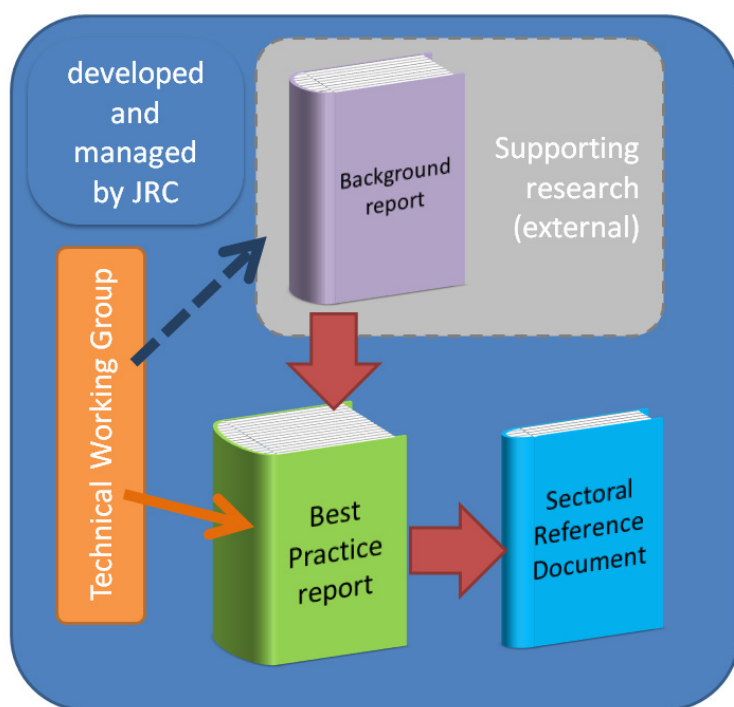 developed
and
managed
by JRC
Background
report
Supporting
research
(external)
Technical Working Group
Best
Practice
report
Sectoral
Reference
Document